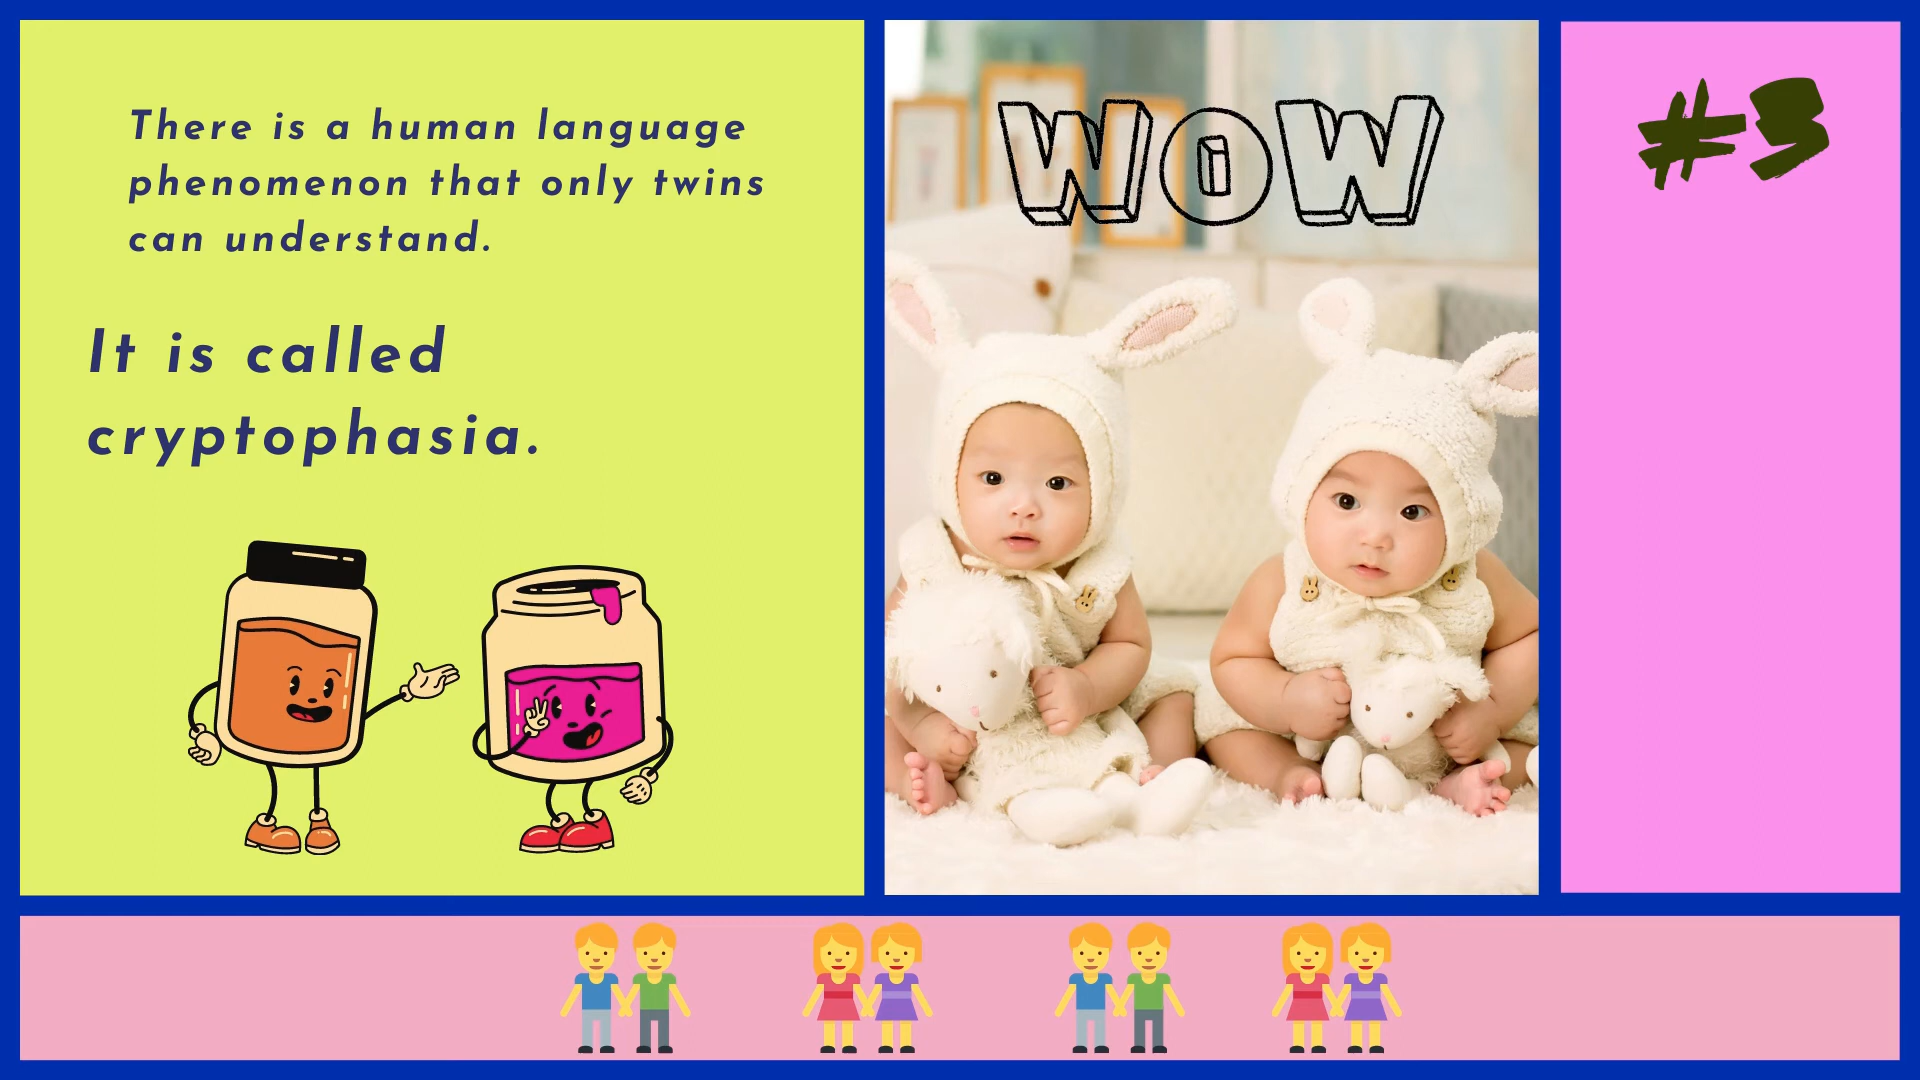 There is a human language
phenomenon that only twins
can understand.
It is called
cryptophasia.
WOW
#3